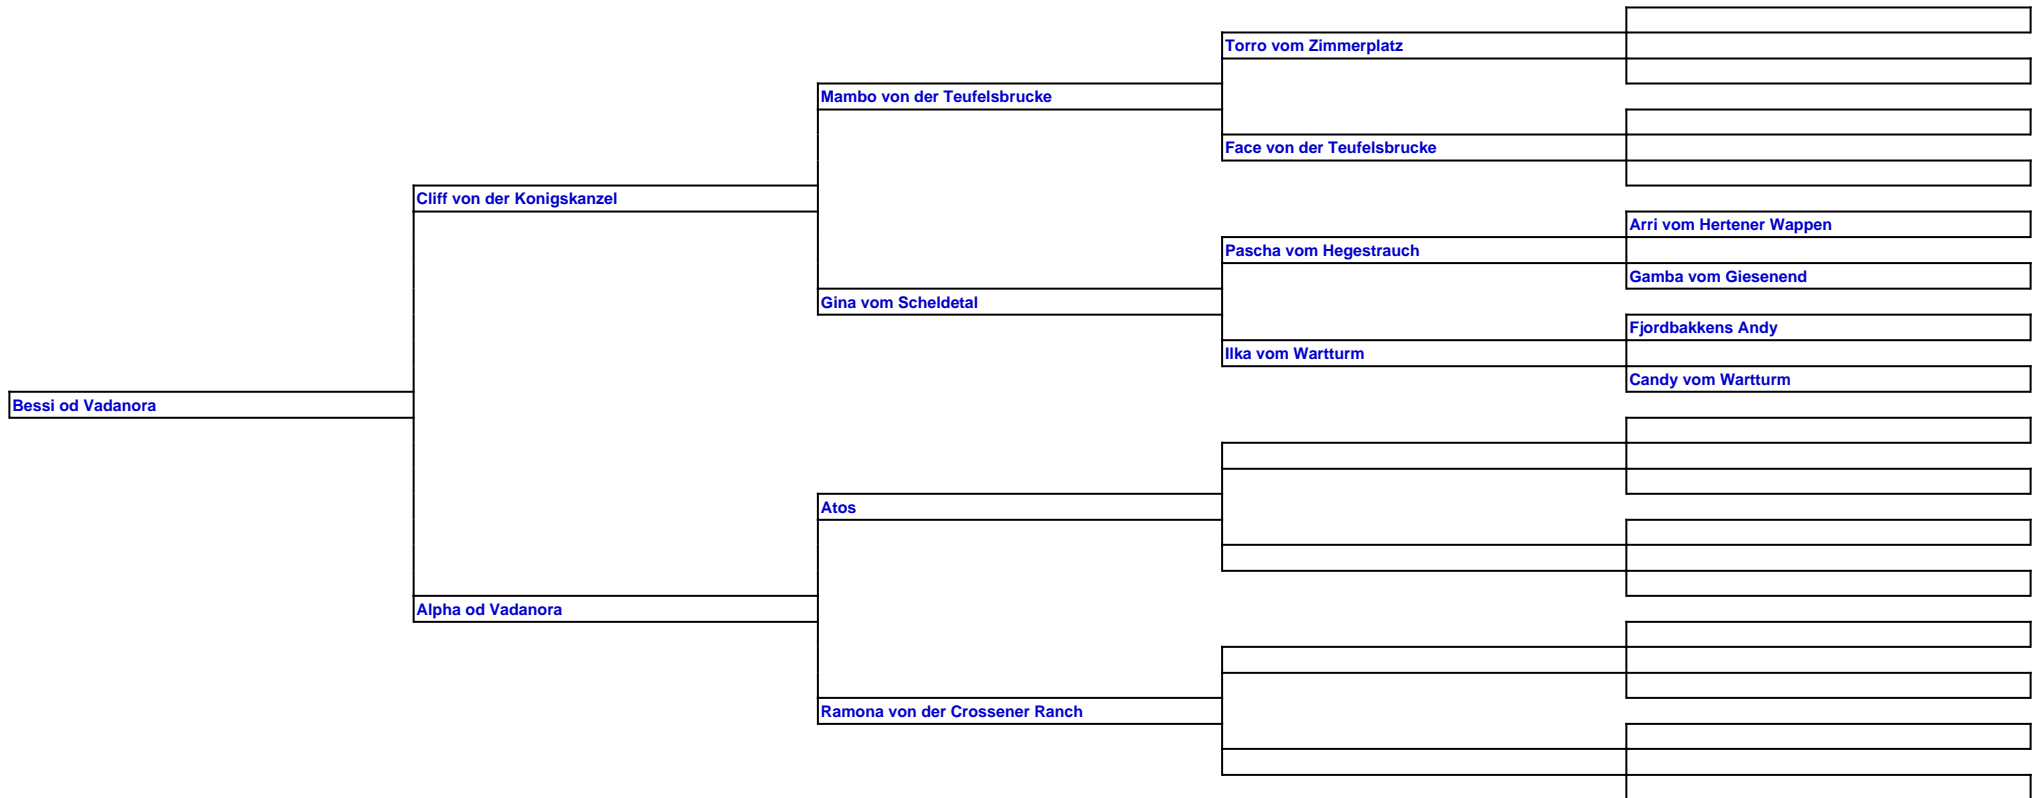 Torro vom Zimmerplatz
Mambo von der Teufelsbrucke
Face von der Teufelsbrucke
Cliff von der Konigskanzel
Arri vom Hertener Wappen
Pascha vom Hegestrauch
Gamba vom Giesenend
Gina vom Scheldetal
Fjordbakkens Andy
Ilka vom Wartturm
Candy vom Wartturm
Bessi od Vadanora
Atos
Alpha od Vadanora
Ramona von der Crossener Ranch